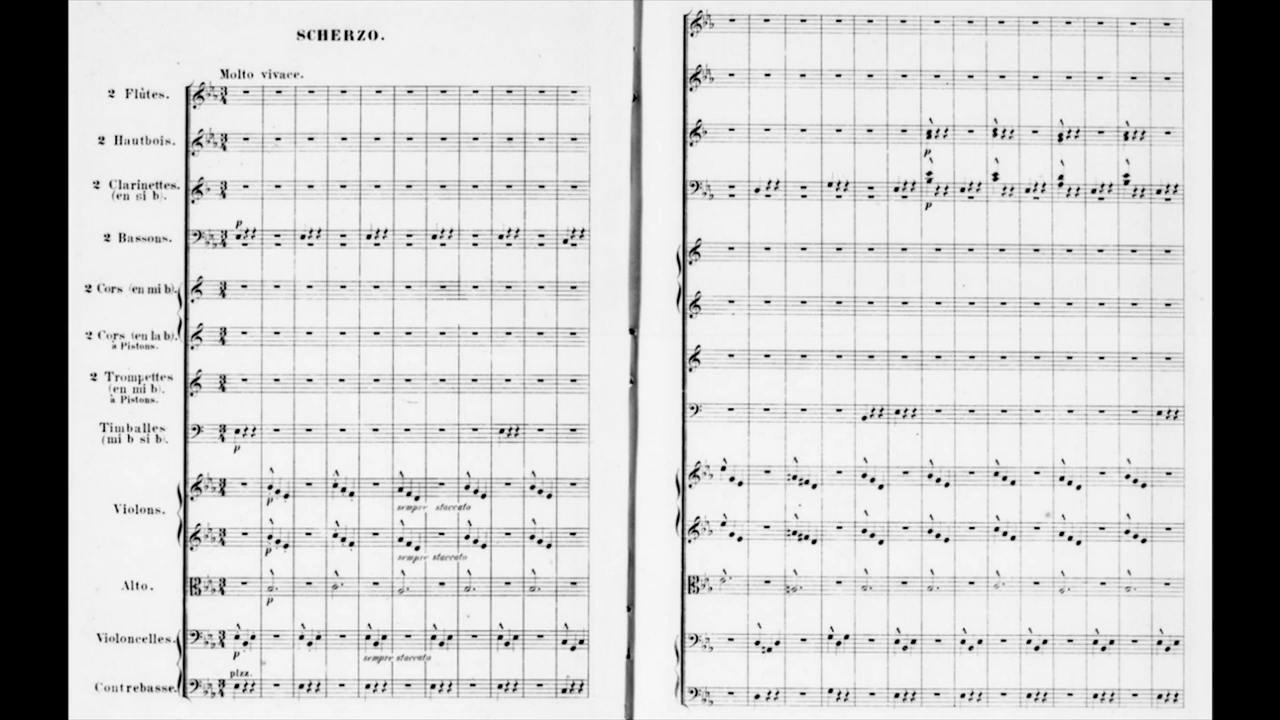 SCHERZO.
Molto vivace.
2 Flûtes.
2 Hautbois.
2 Clarinettes.
(en si b).
p
2 Bassons.
2 Cors (en mi b).
2 Cors (en la b).
à Pistons.
2 Trompettes
(en mi b).
à Pistons.
Timballes
(mi b si b).
p
Violons.
p
sempre staccato
p
sempre staccato
Alto.
p
Violoncelles.
p
sempre staccato
pizz.
Contrebasse.
p
p